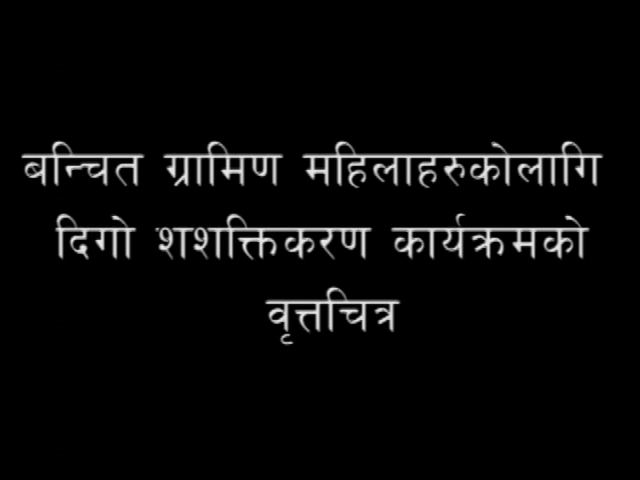 बन्चित ग्रामिण महिलाहरुकोलागि
दिगो शशक्तिकरण कार्यक्रमको
वृत्तचित्र